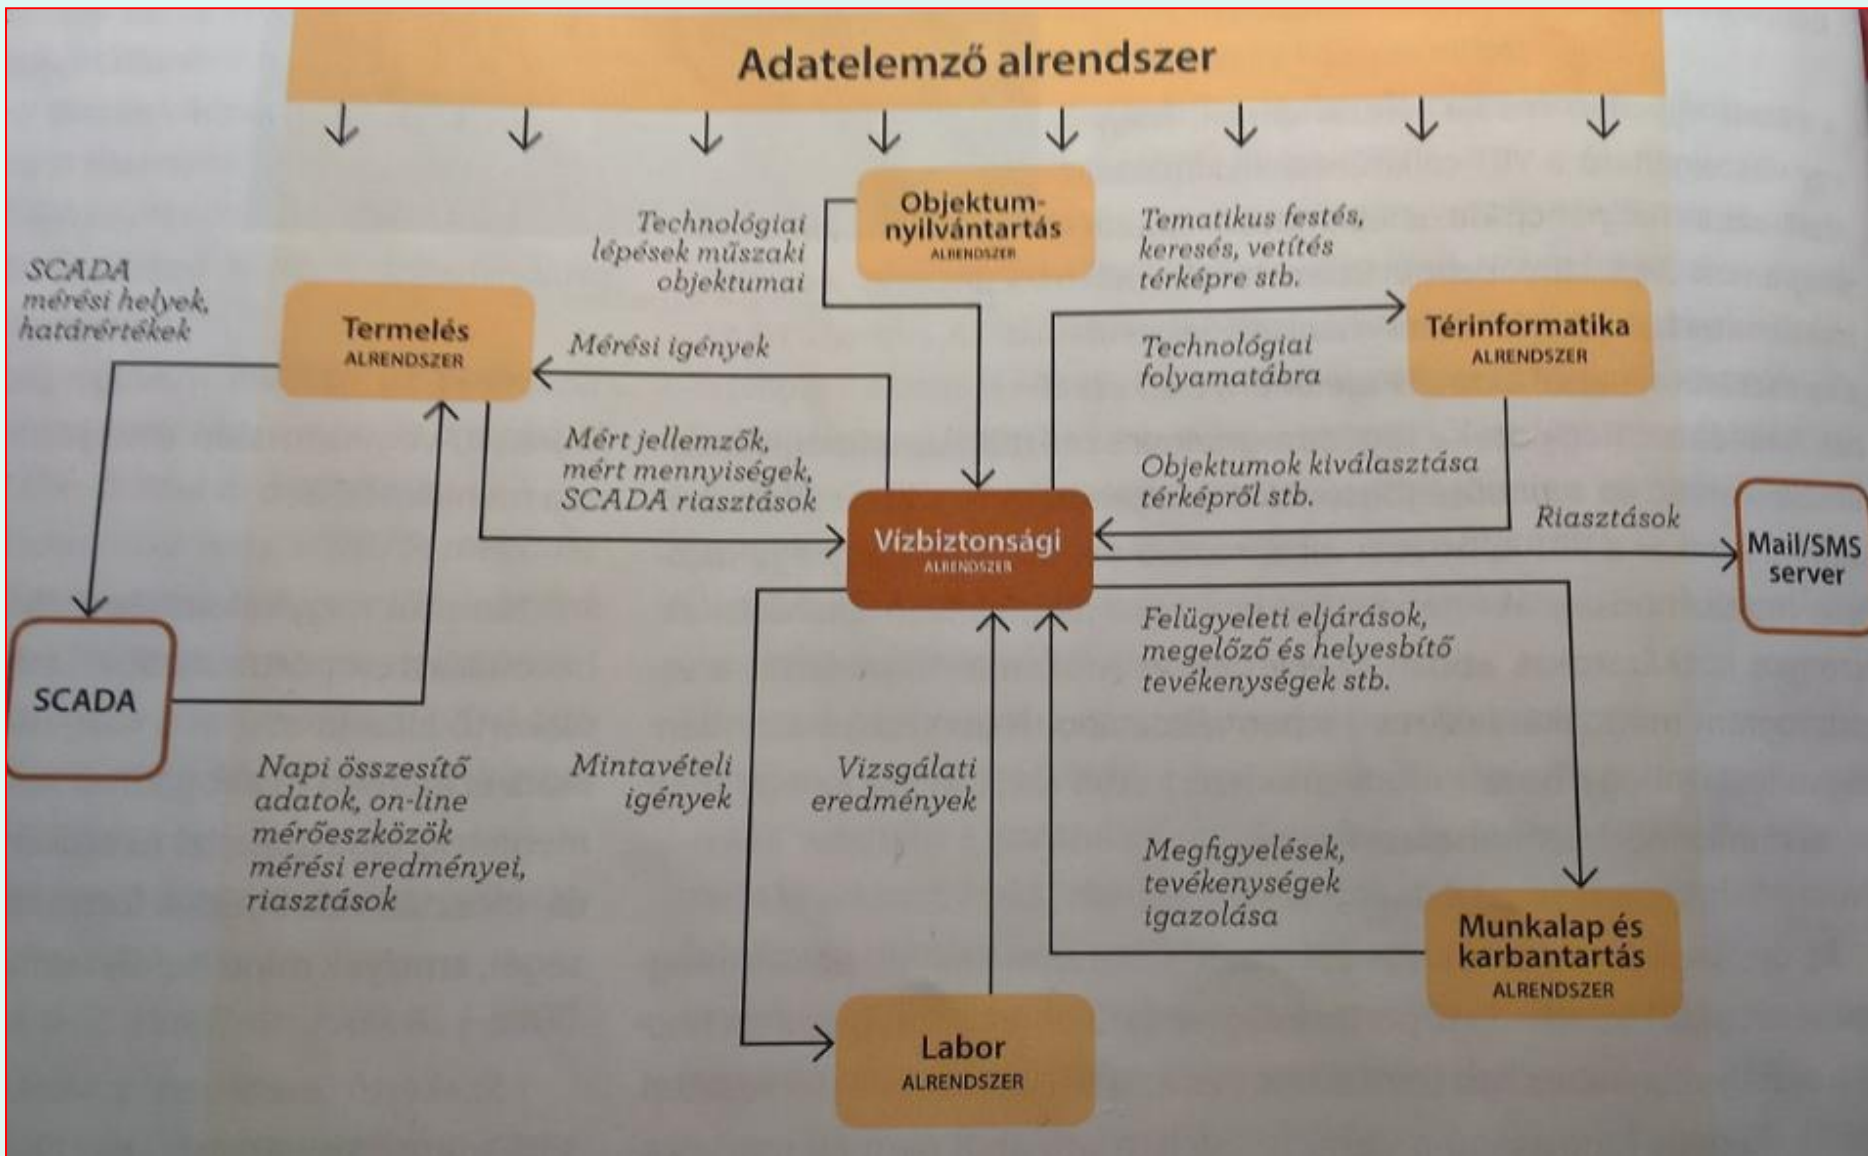 Adatelemző alrendszer
Objektum-
nyilvántartás
ALRENDSZER
Technológiai
lépések műszaki
objektumai
Tematikus festés,
keresés, vetítés
térképre stb.
SCADA
mérési helyek,
határértékek
Termelés
ALRENDSZER
Mérési igények
Technológiai
folyamatábra
Térinformatika
ALRENDSZER
Mért jellemzők,
mért mennyiségek,
SCADA riasztások
Objektumok kiválasztása
térképről stb.
Riasztások
Vízbiztonsági
ALRENDSZER
Mail/SMS
server
SCADA
Felügyeleti eljárások,
megelőző és helyesbítő
tevékenységek stb.
Napi összesítő
adatok, on-line
mérőeszközök
mérési eredményei,
riasztások
Mintavételi
igények
Vizsgálati
eredmények
Megfigyelések,
tevékenységek
igazolása
Munkalap és
karbantartás
ALRENDSZER
Labor
ALRENDSZER